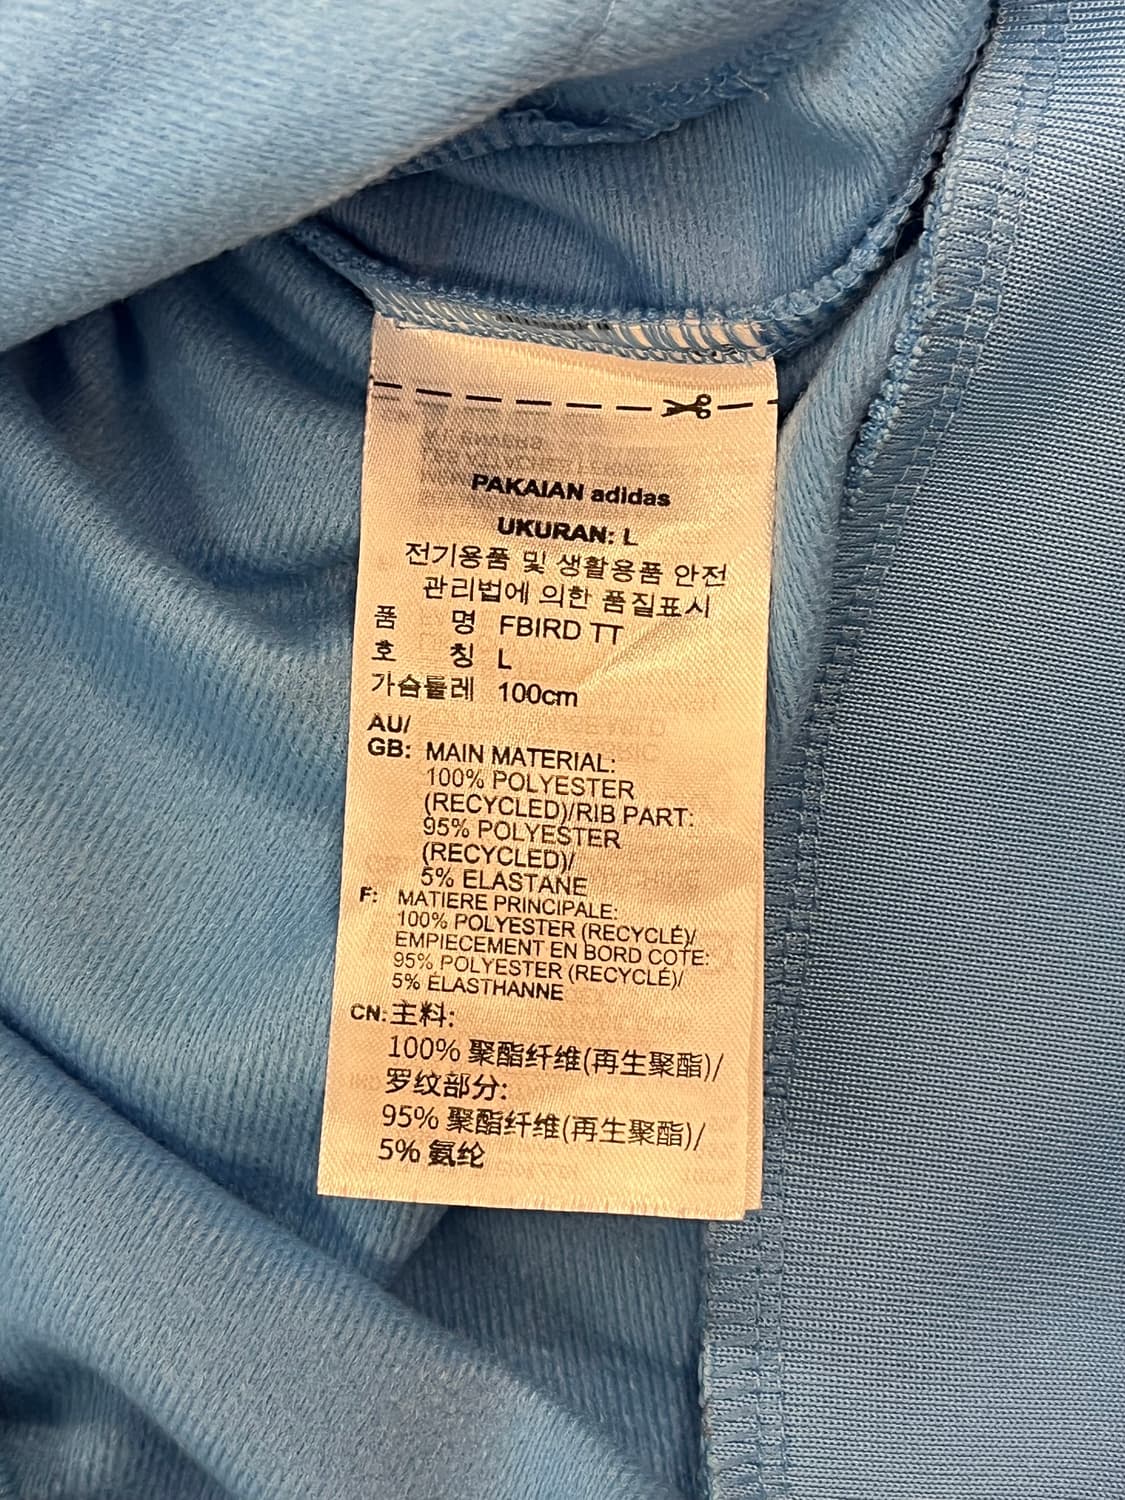 PAKAIAN adidas
UKURAN: L
전기용품 및 생활용품 안전
관리법에 의한 품질표시
품 명 FBIRD TT
호 칭 L
가슴둘레 100cm
AU/
GB: MAIN MATERIAL:
100% POLYESTER
(RECYCLED)/RIB PART:
95% POLYESTER
(RECYCLED)/
5% ELASTANE
F: MATIERE PRINCIPALE:
100% POLYESTER (RECYCLÉ)/
EMPIECEMENT EN BORD COTE:
95% POLYESTER (RECYCLÉ)/
5% ÉLASTHANNE
CN: 主料:
100% 聚酯纤维(再生聚酯)/
罗纹部分:
95% 聚酯纤维(再生聚酯)/
5% 氨纶